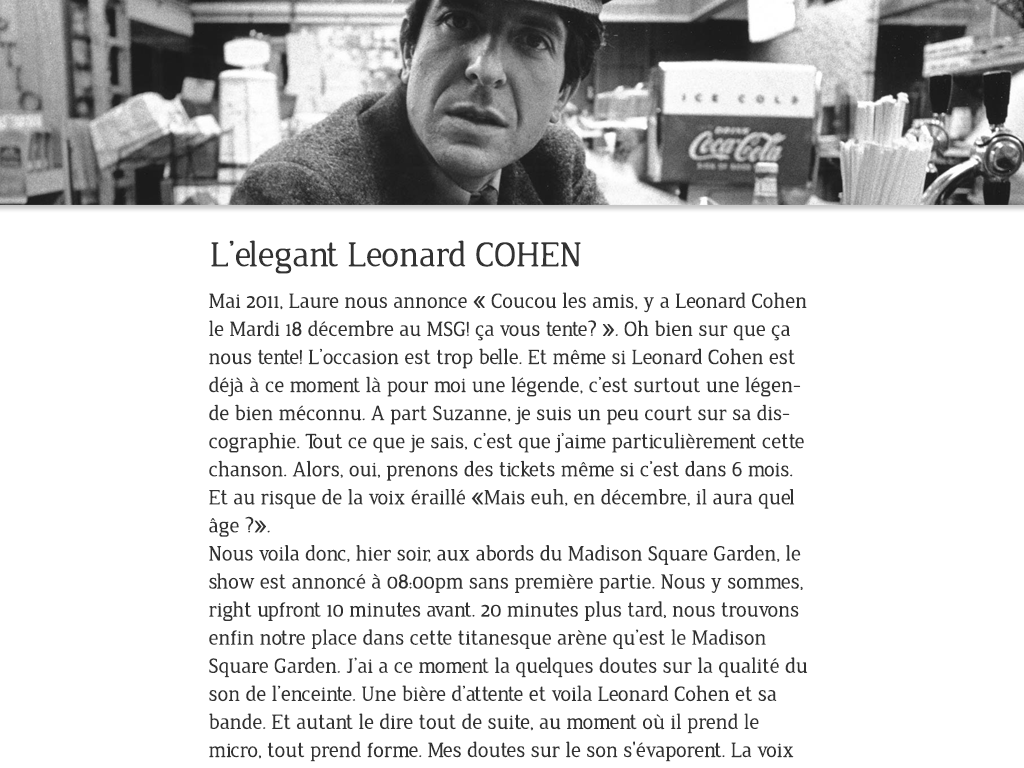 ICE COLD
DRINK
Coca-Cola
L'elegant Leonard COHEN
Mai 2011, Laure nous annonce « Coucou les amis, y a Leonard Cohen
le Mardi 18 décembre au MSG! ça vous tente? ». Oh bien sur que ça
nous tente! L'occasion est trop belle. Et même si Leonard Cohen est
déjà à ce moment là pour moi une légende, c'est surtout une légen-
de bien méconnu. A part Suzanne, je suis un peu court sur sa dis-
cographie. Tout ce que je sais, c'est que j'aime particulièrement cette
chanson. Alors, oui, prenons des tickets même si c'est dans 6 mois.
Et au risque de la voix éraillé «Mais euh, en décembre, il aura quel
âge ?».
Nous voila donc, hier soir, aux abords du Madison Square Garden, le
show est annoncé à 08:00pm sans première partie. Nous y sommes,
right upfront 10 minutes avant. 20 minutes plus tard, nous trouvons
enfin notre place dans cette titanesque arène qu'est le Madison
Square Garden. J'ai a ce moment la quelques doutes sur la qualité du
son de l'enceinte. Une bière d'attente et voila Leonard Cohen et sa
bande. Et autant le dire tout de suite, au moment où il prend le
micro, tout prend forme. Mes doutes sur le son s'évaporent. La voix